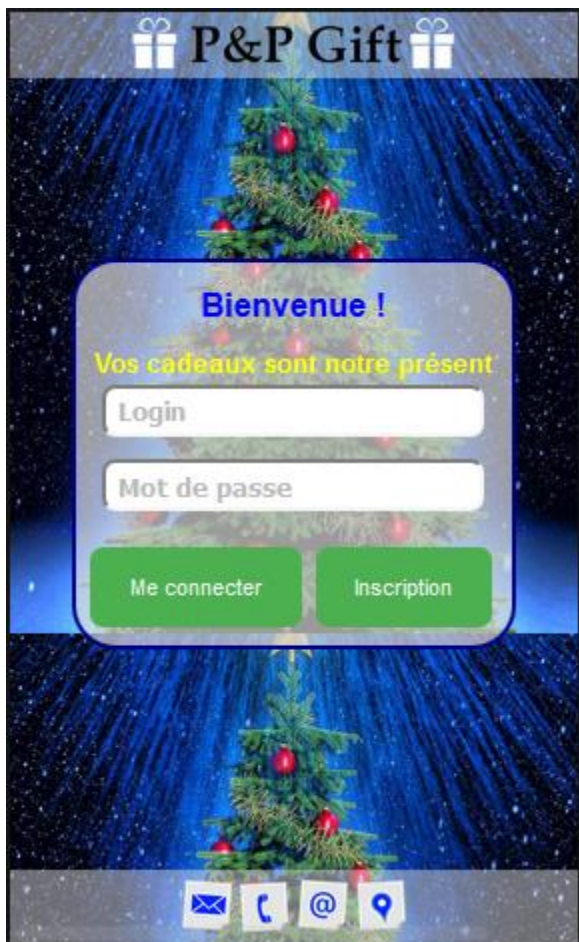 P&P Gift
Bienvenue !
Vos cadeaux sont notre présent
Login
Mot de passe
Me connecter Inscription
@